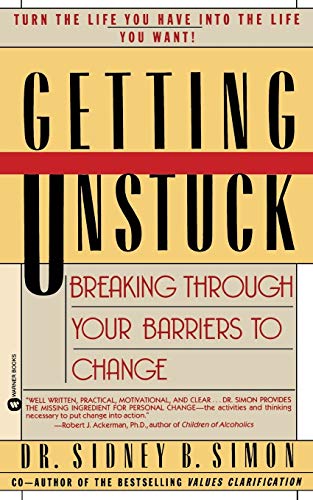 TURN THE LIFE YOU HAVE INTO THE LIFE
YOU WANT!
GETTING
UNSTUCK
BREAKING THROUGH
YOUR BARRIERS TO
CHANGE
"WELL WRITTEN, PRACTICAL, MOTIVATIONAL, AND CLEAR . . . DR. SIMON PROVIDES
THE MISSING INGREDIENT FOR PERSONAL CHANGE—the activities and thinking
necessary to put change into action."
—Robert J. Ackerman, Ph.D., author of Children of Alcoholics
WARNER BOOKS
DR. SIDNEY B. SIMON
CO-AUTHOR OF THE BESTSELLING VALUES CLARIFICATION